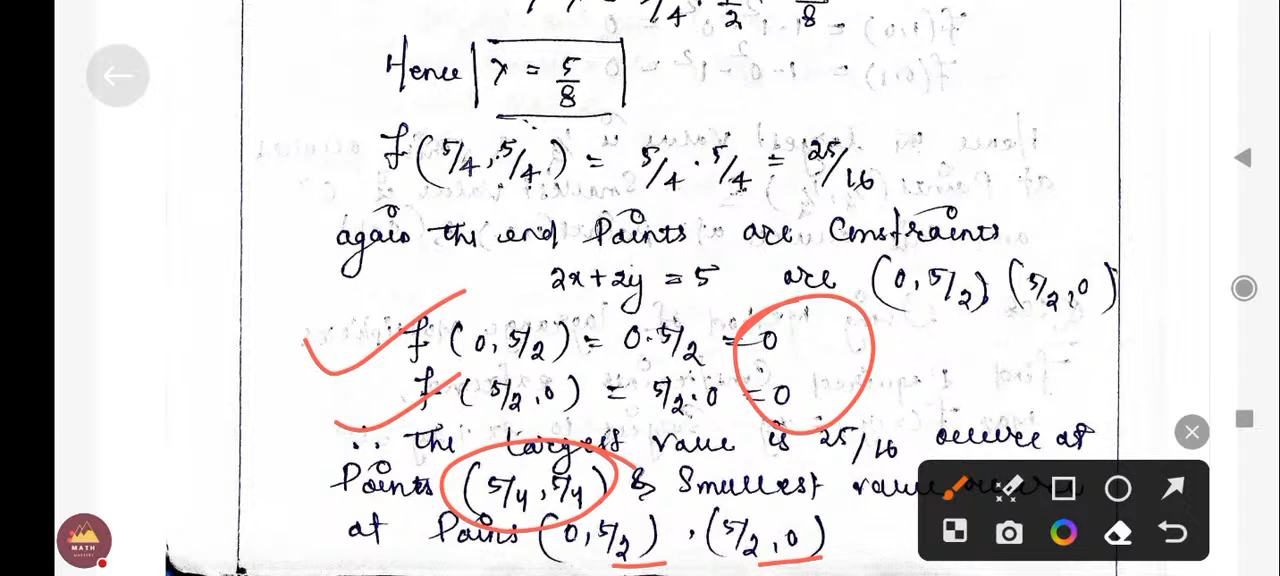 Hence λ = 5/8
f(5/4, 5/4) = 5/4 . 5/4 = 25/16
again the end Points are Constraints
2x + 2y = 5 are (0, 5/2) (5/2, 0)
f (0, 5/2) = 0.5/2 = 0
f (5/2, 0) = 5/2 . 0 = 0
∴ the largest value is 25/16 occure at
Points (5/4, 5/4) & Smallest value
at Points (0, 5/2) . (5/2, 0)
MATH